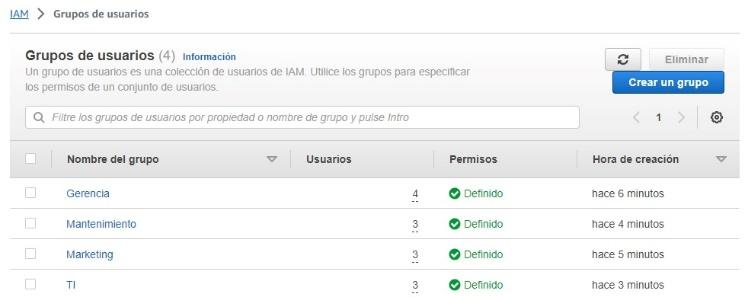 IAM > Grupos de usuarios
Grupos de usuarios (4) Información
Eliminar
Un grupo de usuarios es una colección de usuarios de IAM. Utilice los grupos para especificar
los permisos de un conjunto de usuarios.
Crear un grupo
Filtre los grupos de usuarios por propiedad o nombre de grupo y pulse Intro
< 1 >
Nombre del grupo Usuarios Permisos Hora de creación
Gerencia 4 Definido hace 6 minutos
Mantenimiento 3 Definido hace 4 minutos
Marketing 3 Definido hace 5 minutos
TI 3 Definido hace 3 minutos